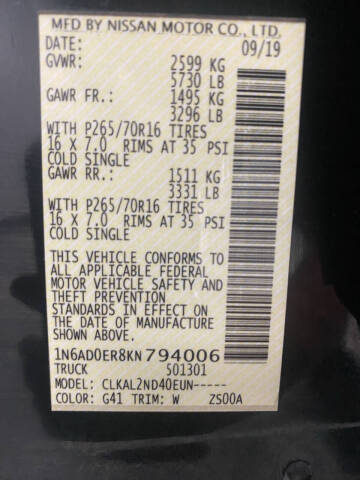 MFD BY NISSAN MOTOR CO., LTD.
DATE: 09/19
GVWR: 2599 KG
5730 LB
GAWR FR.: 1495 KG
3296 LB
WITH P265/70R16 TIRES
16 X 7.0 RIMS AT 35 PSI
COLD SINGLE
GAWR RR.: 1511 KG
3331 LB
WITH P265/70R16 TIRES
16 X 7.0 RIMS AT 35 PSI
COLD SINGLE
THIS VEHICLE CONFORMS TO
ALL APPLICABLE FEDERAL
MOTOR VEHICLE SAFETY AND
THEFT PREVENTION
STANDARDS IN EFFECT ON
THE DATE OF MANUFACTURE
SHOWN ABOVE.
1N6AD0ER8KN794006
TRUCK 501301
MODEL: CLKAL2ND40EUN-----
COLOR: G41 TRIM: W ZS00A